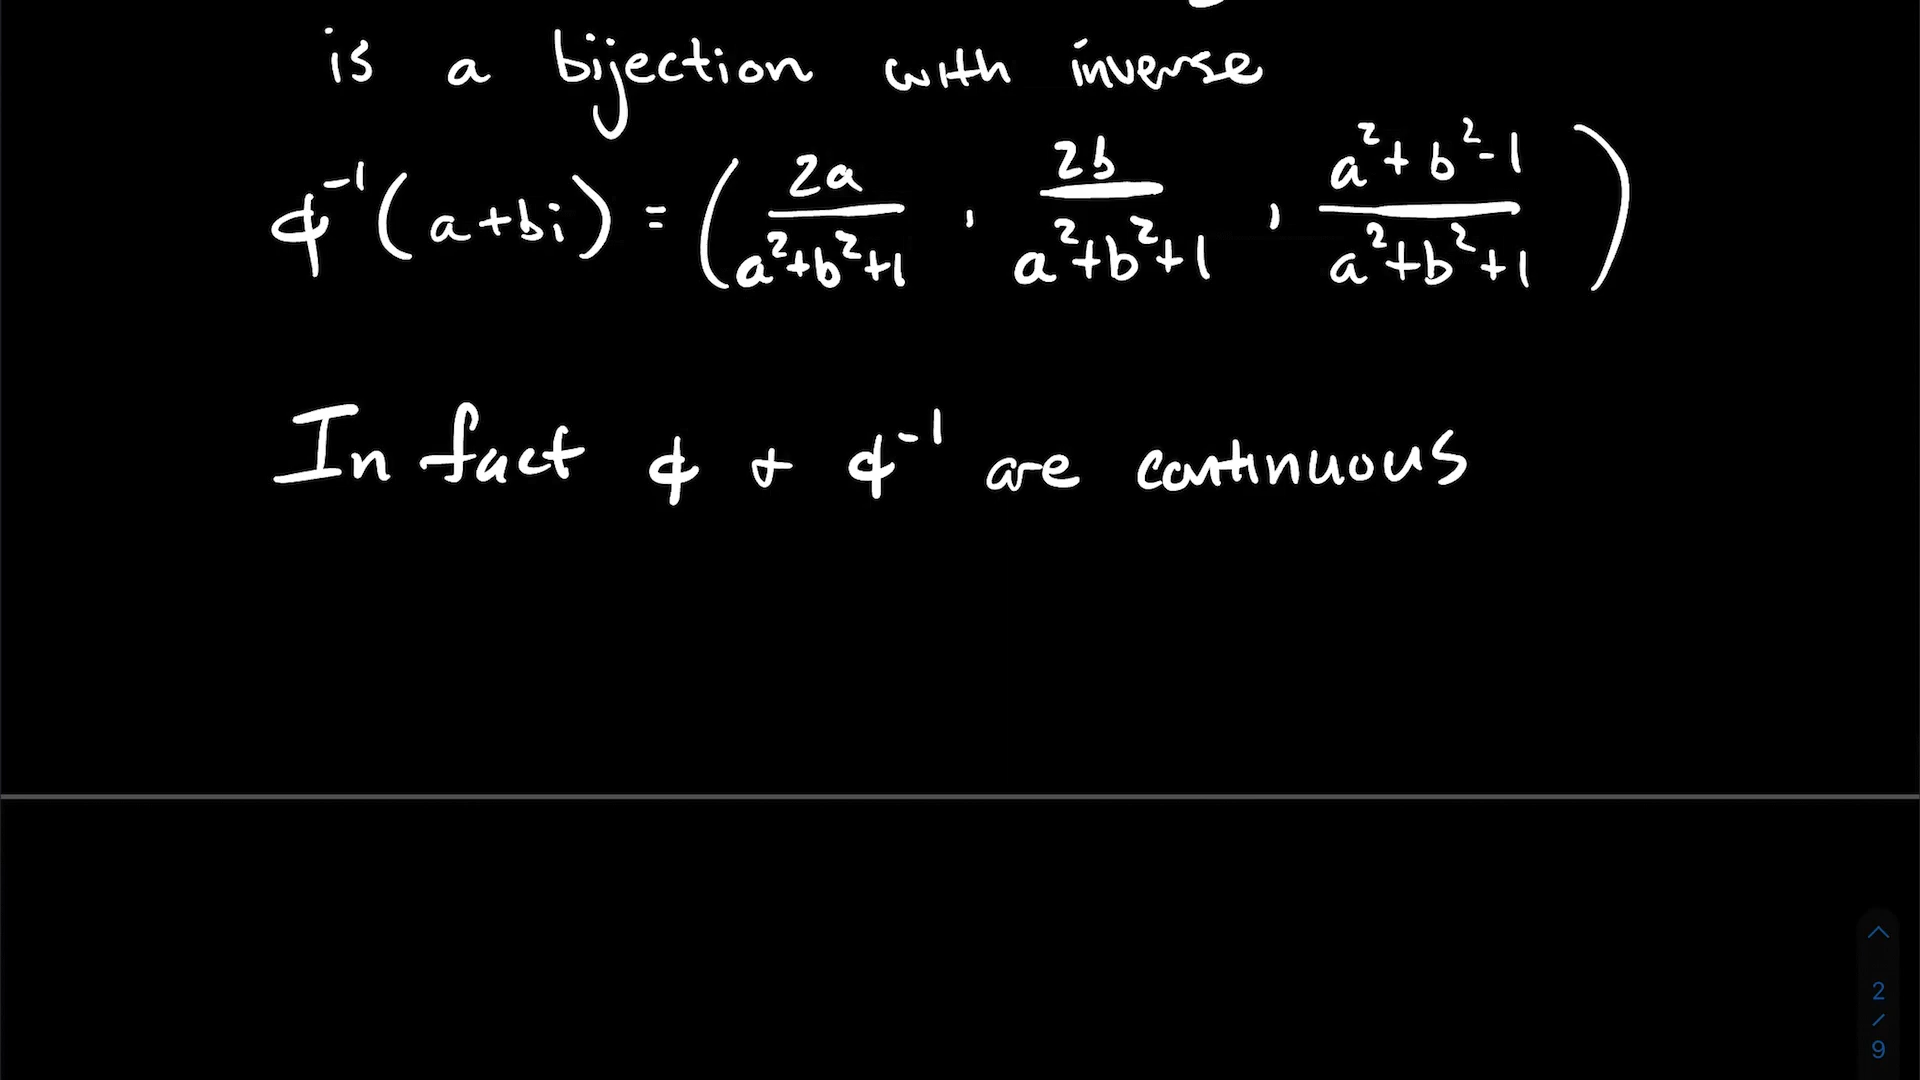 is a bijection with inverse
ϕ⁻¹(a+bi) = (2a/(a²+b²+1), 2b/(a²+b²+1), (a²+b²-1)/(a²+b²+1))
In fact ϕ & ϕ⁻¹ are continuous
2
/
9